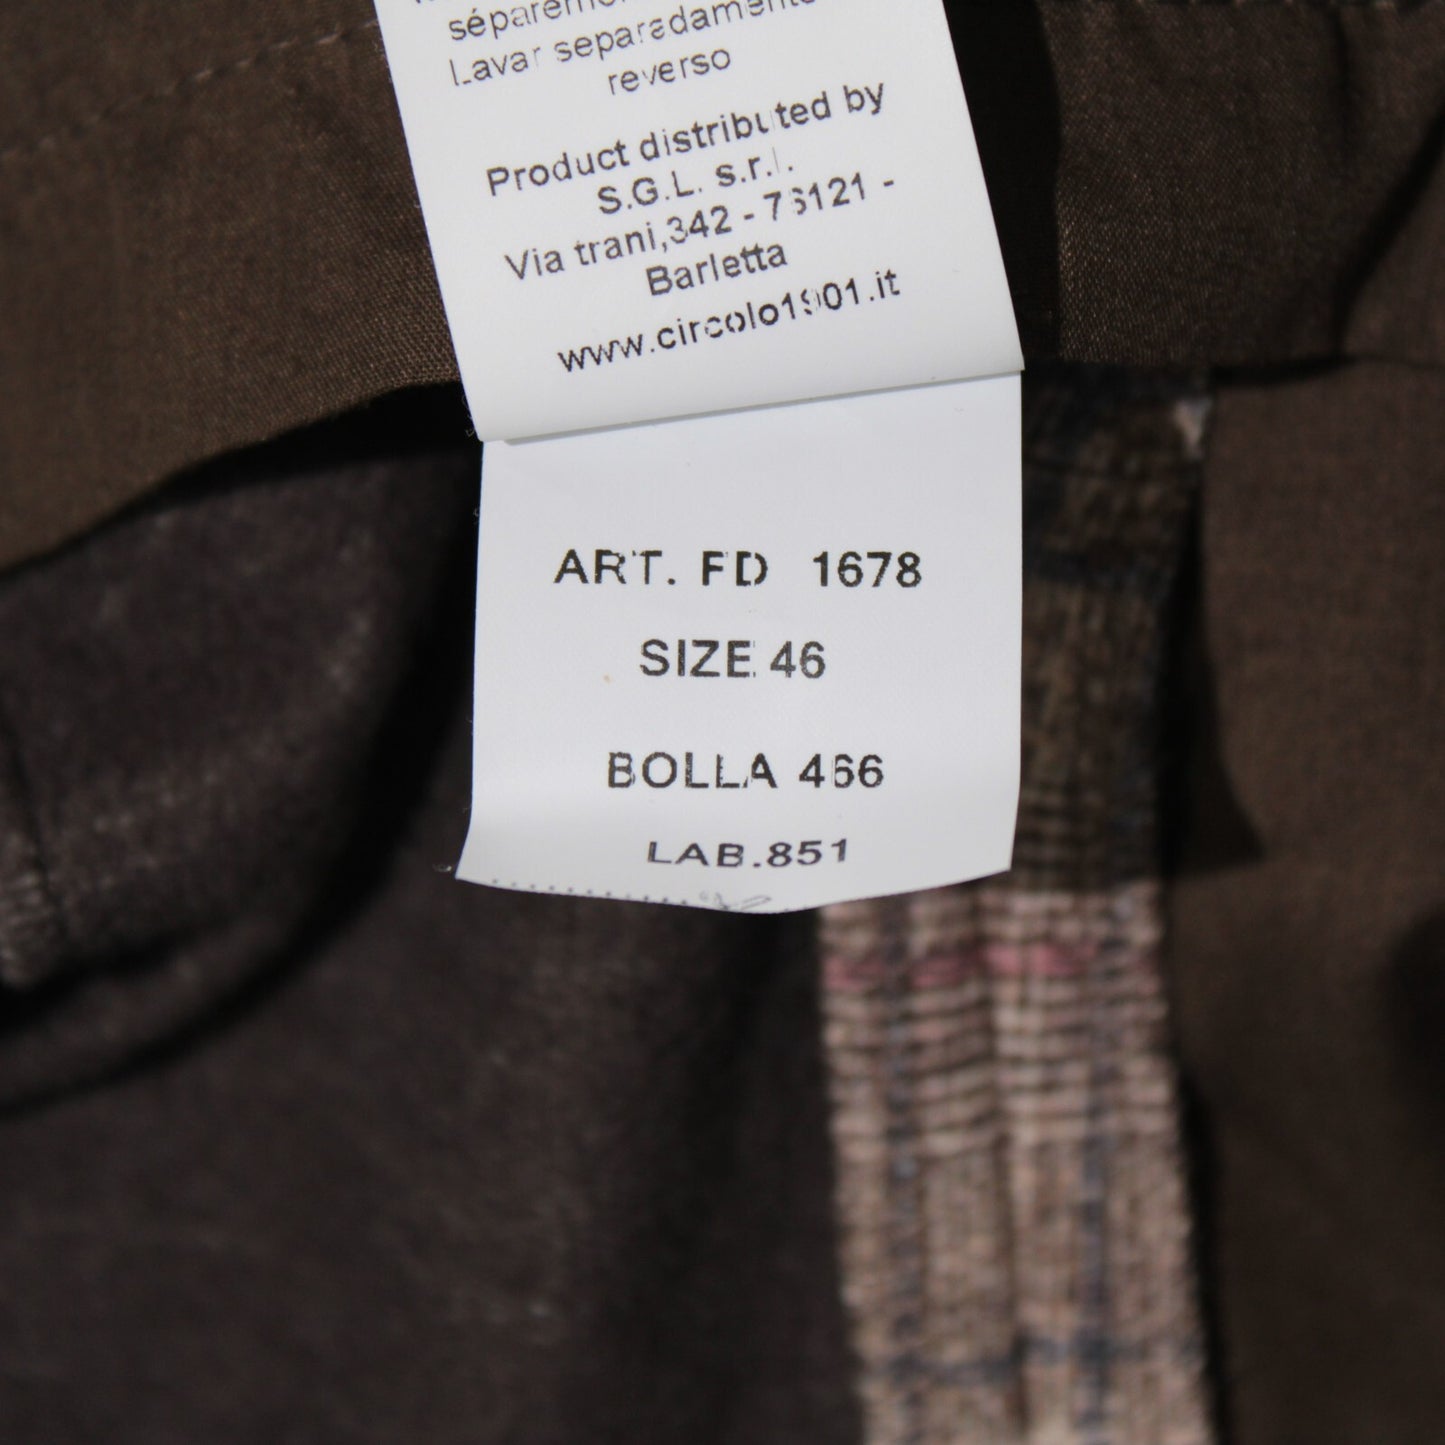 Lavar separadamente
reverso
Product distributed by
S.G.L. s.r.l.
Via trani,342 - 76121 -
Barletta
www.circolo1901.it
ART. FD 1678
SIZE 46
BOLLA 466
LAB.851